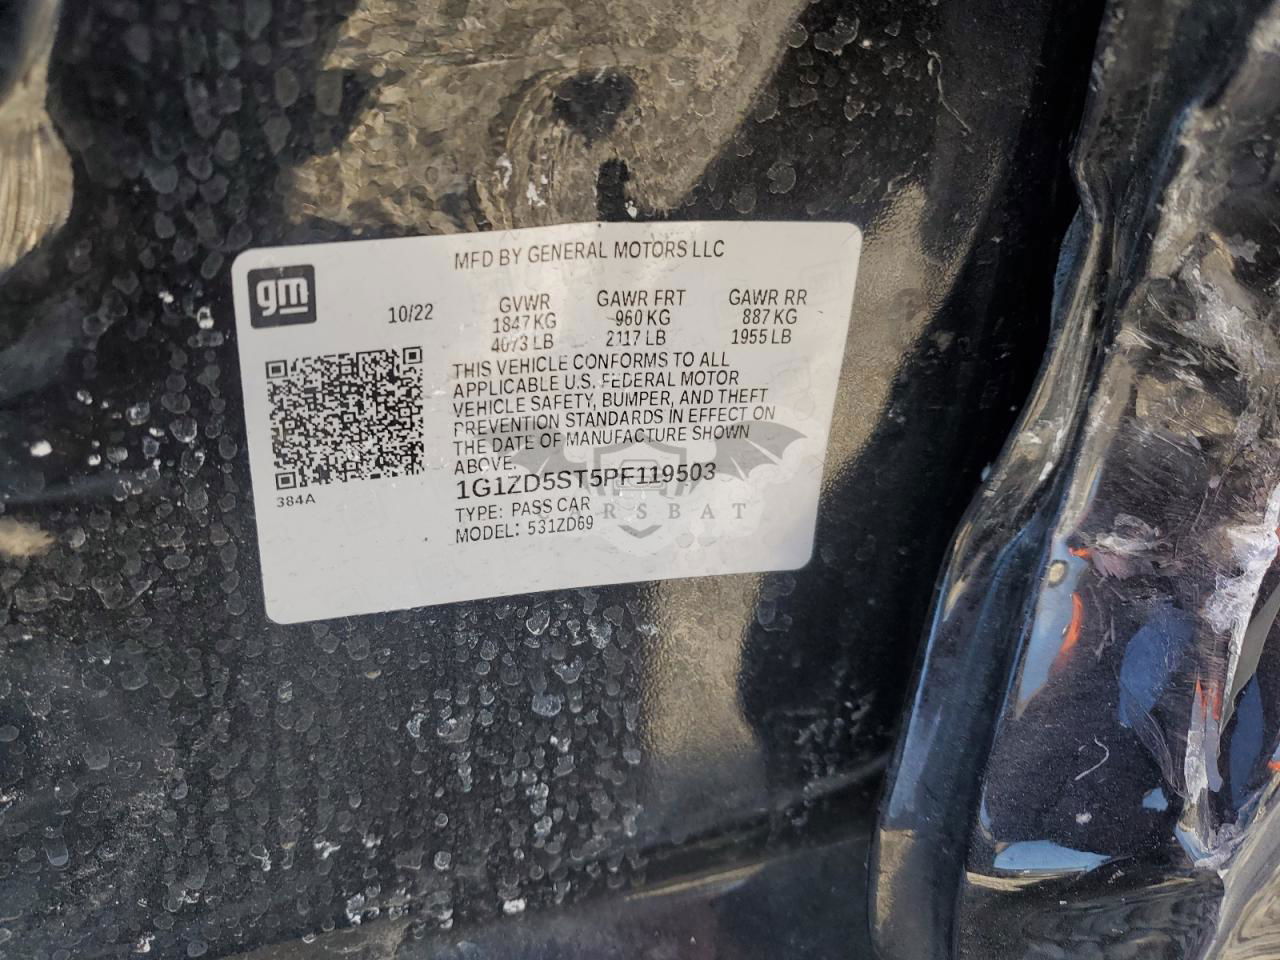 MFD BY GENERAL MOTORS LLC
gm
10/22
GVWR GAWR FRT GAWR RR
1847 KG 960 KG 887 KG
4073 LB 2117 LB 1955 LB
THIS VEHICLE CONFORMS TO ALL
APPLICABLE U.S. FEDERAL MOTOR
VEHICLE SAFETY, BUMPER, AND THEFT
PREVENTION STANDARDS IN EFFECT ON
THE DATE OF MANUFACTURE SHOWN
ABOVE.
1G1ZD5ST5PF119503
TYPE: PASS CAR
MODEL: 531ZD69
384A